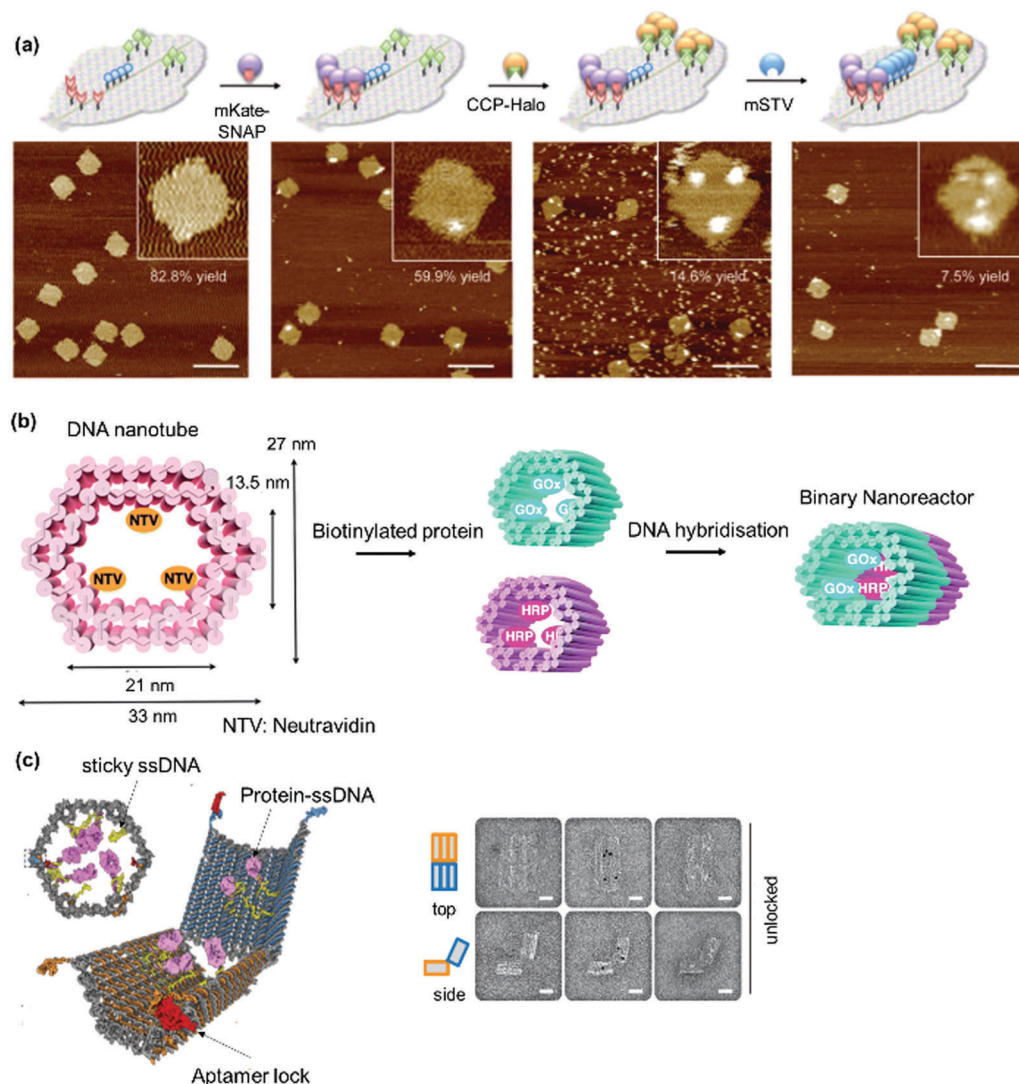 (a)
mKate-
SNAP
CCP-Halo
mSTV
82.8% yield
59.9% yield
14.6% yield
7.5% yield
(b)
DNA nanotube
27 nm
13.5 nm
NTV
NTV
NTV
21 nm
33 nm
NTV: Neutravidin
Biotinylated protein
GOx
GOx
G
HRP
HRP
H
DNA hybridisation
Binary Nanoreactor
GOx
HR
GOx
HRP
(c)
sticky ssDNA
Protein-ssDNA
Aptamer lock
top
side
unlocked